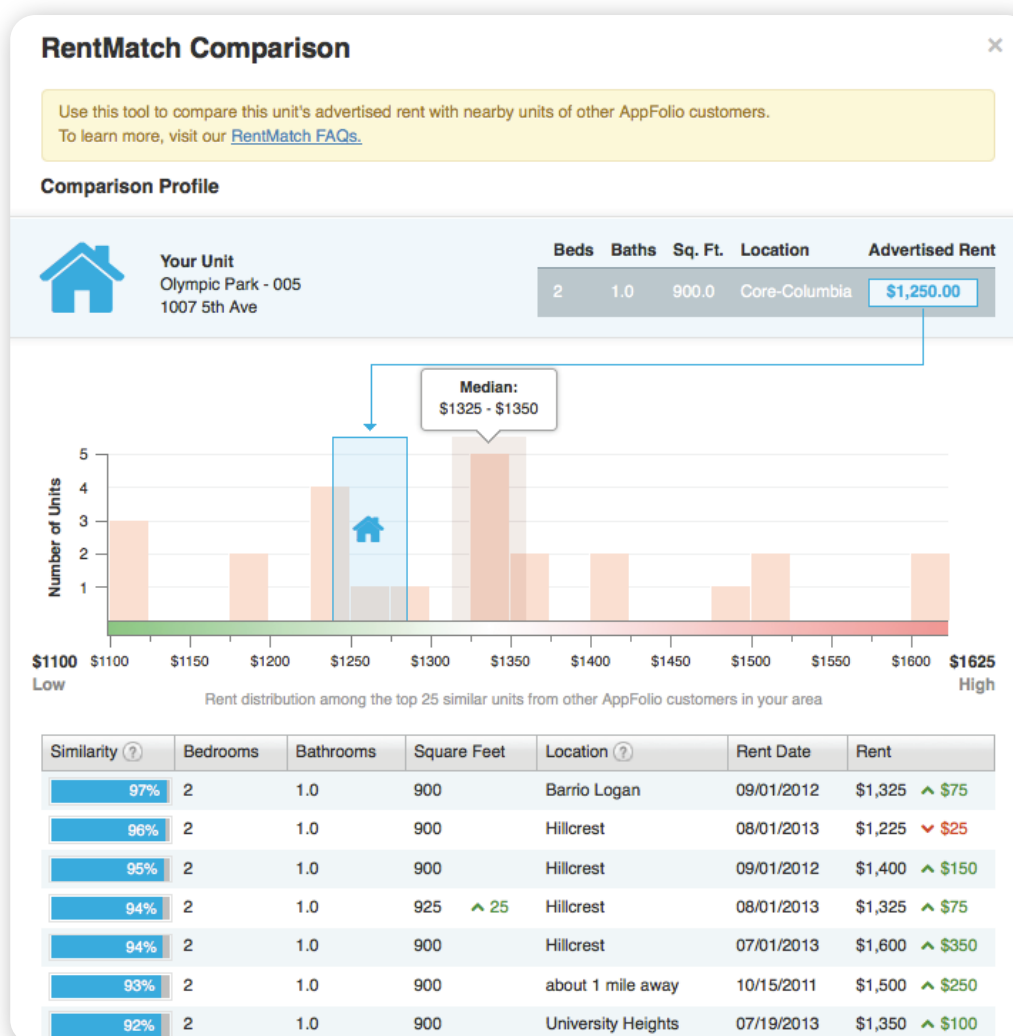 RentMatch Comparison ×
Use this tool to compare this unit's advertised rent with nearby units of other AppFolio customers.
To learn more, visit our RentMatch FAQs.
Comparison Profile
Your Unit
Olympic Park - 005
1007 5th Ave
Beds Baths Sq. Ft. Location Advertised Rent
2 1.0 900.0 Core-Columbia $1,250.00
Median:
$1325 - $1350
Number of Units
5
4
3
2
1
$1100 $1100 $1150 $1200 $1250 $1300 $1350 $1400 $1450 $1500 $1550 $1600 $1625
Low High
Rent distribution among the top 25 similar units from other AppFolio customers in your area
Similarity ? Bedrooms Bathrooms Square Feet Location ? Rent Date Rent
97% 2 1.0 900 Barrio Logan 09/01/2012 $1,325 $75
96% 2 1.0 900 Hillcrest 08/01/2013 $1,225 $25
95% 2 1.0 900 Hillcrest 09/01/2012 $1,400 $150
94% 2 1.0 925 25 Hillcrest 08/01/2013 $1,325 $75
94% 2 1.0 900 Hillcrest 07/01/2013 $1,600 $350
93% 2 1.0 900 about 1 mile away 10/15/2011 $1,500 $250
92% 2 1.0 900 University Heights 07/19/2013 $1,350 $100